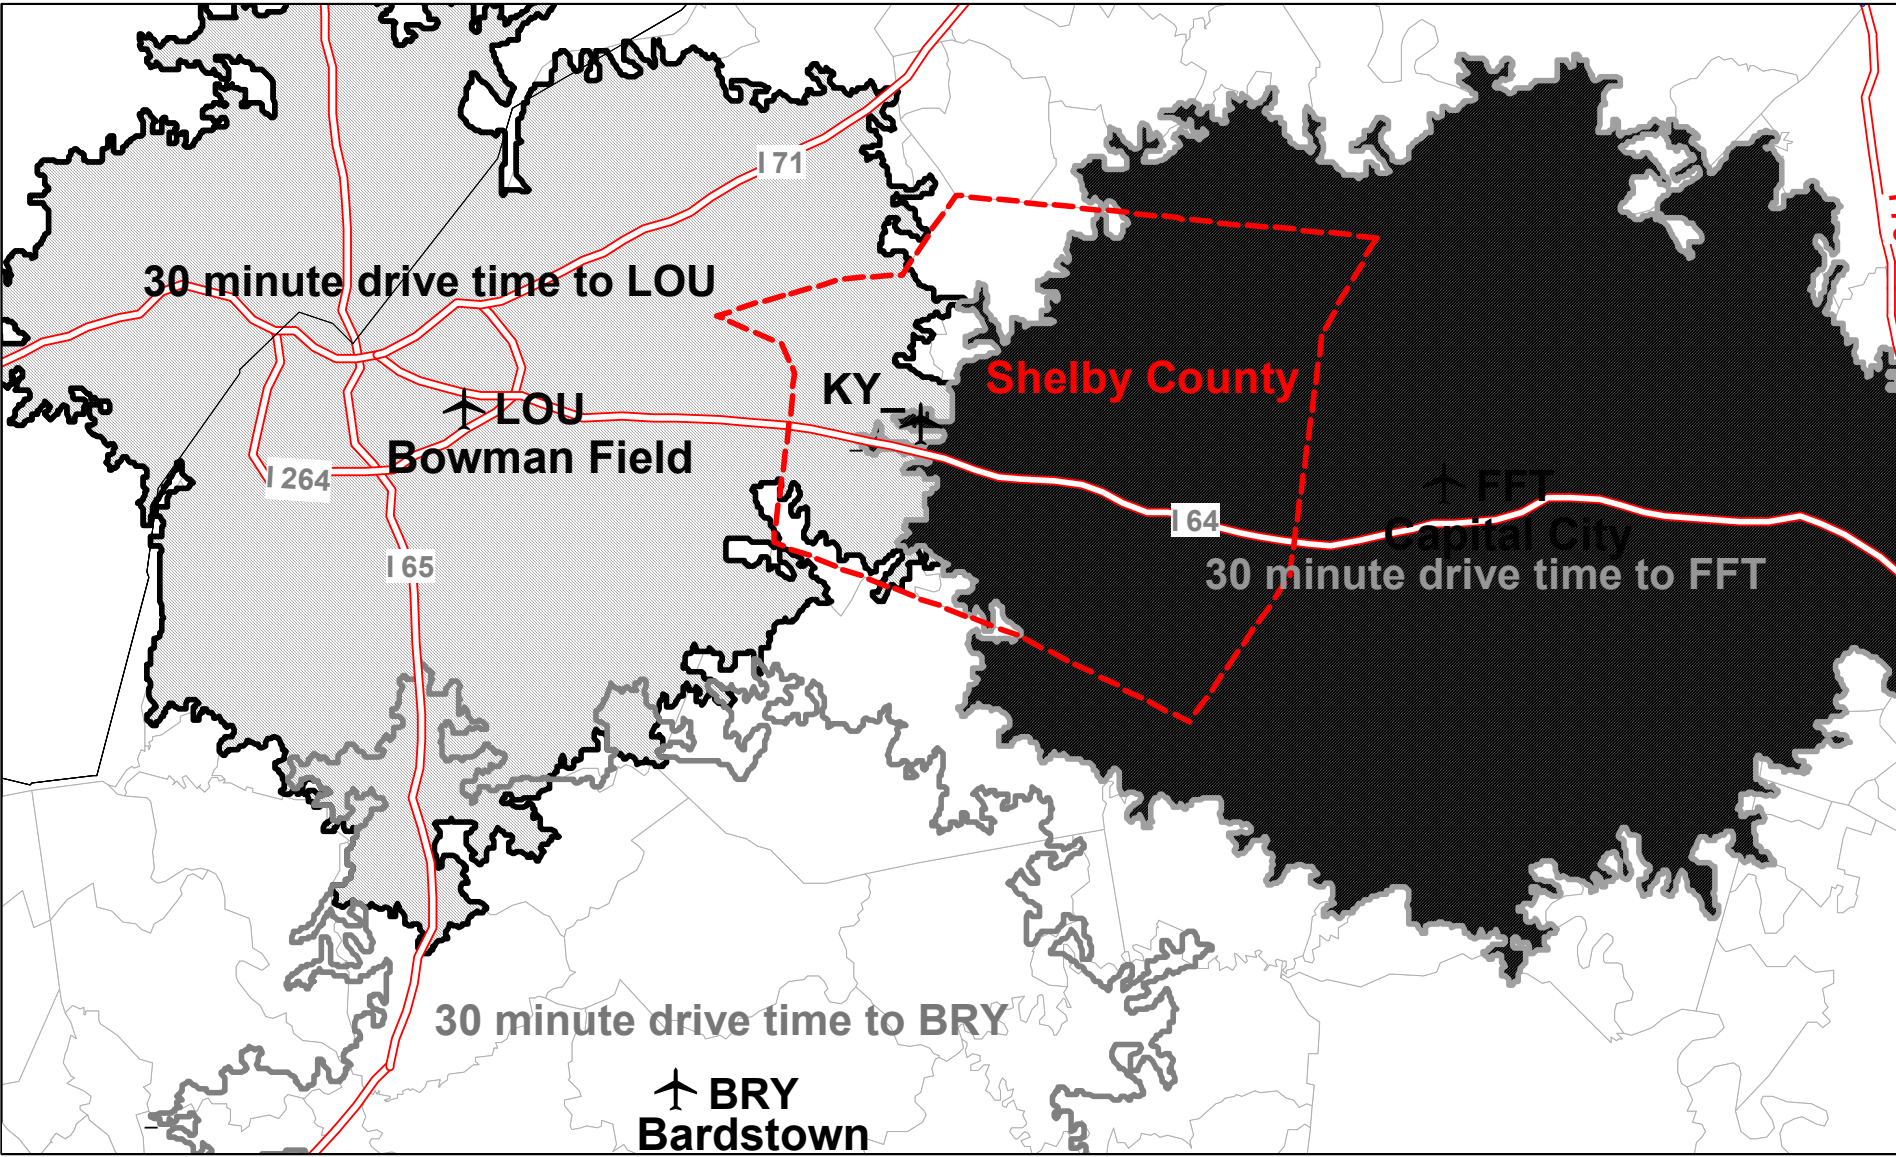 I 71
30 minute drive time to LOU
Shelby County
KY_
LOU
Bowman Field
I 264
FFT
I 64
Capital City
I 65
30 minute drive time to FFT
30 minute drive time to BRY
BRY
Bardstown